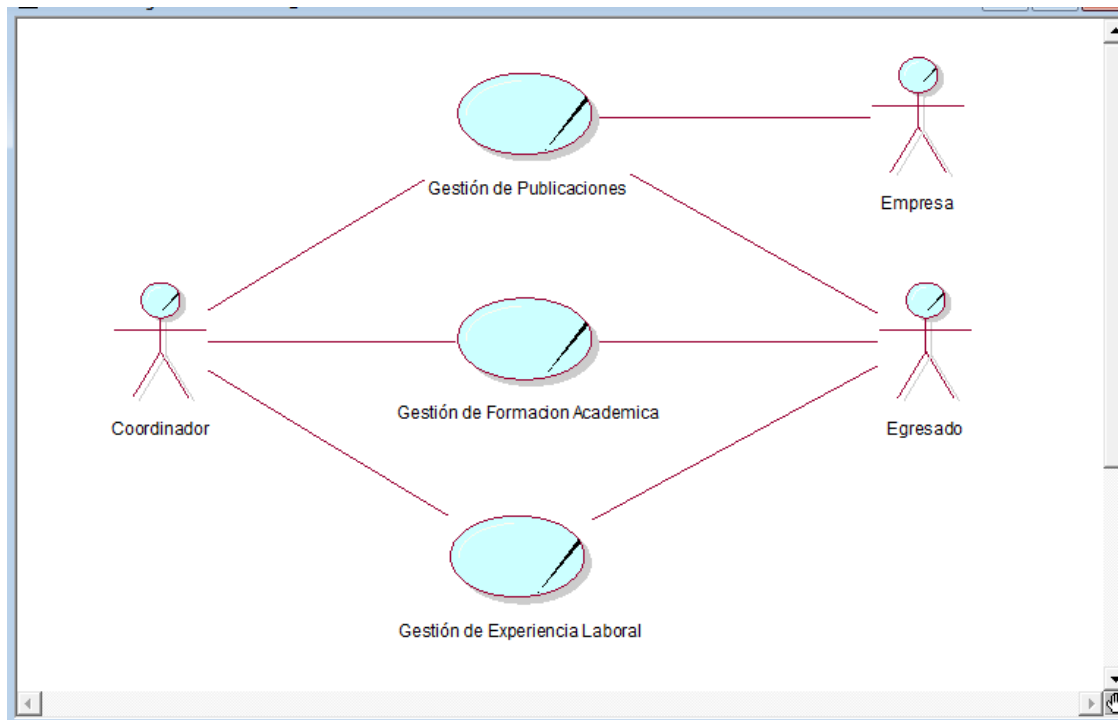 Gestión de Publicaciones
Empresa
Coordinador
Gestión de Formacion Academica
Egresado
Gestión de Experiencia Laboral